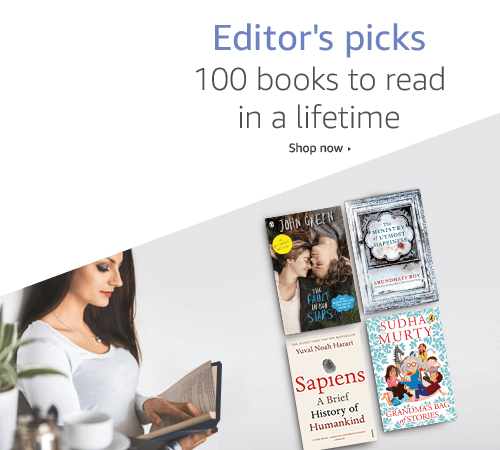 Editor's picks
100 books to read
in a lifetime
Shop now
JOHN GREEN
THE
FAULT
IN OUR
STARS
The
MINISTRY
of UTMOST
HAPPINESS
ARUNDHATI ROY
Yuval Noah Harari
Sapiens
A Brief
History of
Humankind
SUDHA
MURTY
GRANDMA'S BAG
OF STORIES